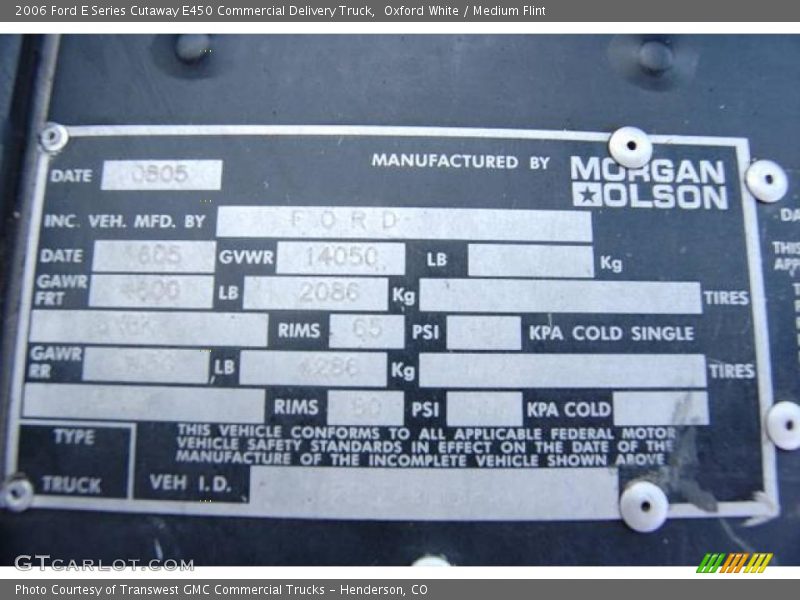 2006 Ford E Series Cutaway E450 Commercial Delivery Truck, Oxford White / Medium Flint
DATE 0805 MANUFACTURED BY MORGAN OLSON
INC. VEH. MFD. BY FORD
DATE GVWR 14050 LB Kg
GAWR FRT LB 2086 Kg TIRES
RIMS 65 PSI KPA COLD SINGLE
GAWR RR LB 4286 Kg TIRES
RIMS 80 PSI KPA COLD
TYPE TRUCK
THIS VEHICLE CONFORMS TO ALL APPLICABLE FEDERAL MOTOR
VEHICLE SAFETY STANDARDS IN EFFECT ON THE DATE OF THE
MANUFACTURE OF THE INCOMPLETE VEHICLE SHOWN ABOVE
VEH I.D.
GTCARLOT.COM
Photo Courtesy of Transwest GMC Commercial Trucks - Henderson, CO